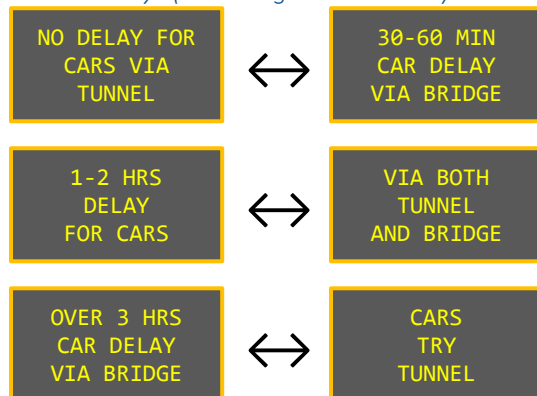 NO DELAY FOR
CARS VIA
TUNNEL
30-60 MIN
CAR DELAY
VIA BRIDGE
1-2 HRS
DELAY
FOR CARS
VIA BOTH
TUNNEL
AND BRIDGE
OVER 3 HRS
CAR DELAY
VIA BRIDGE
CARS
TRY
TUNNEL